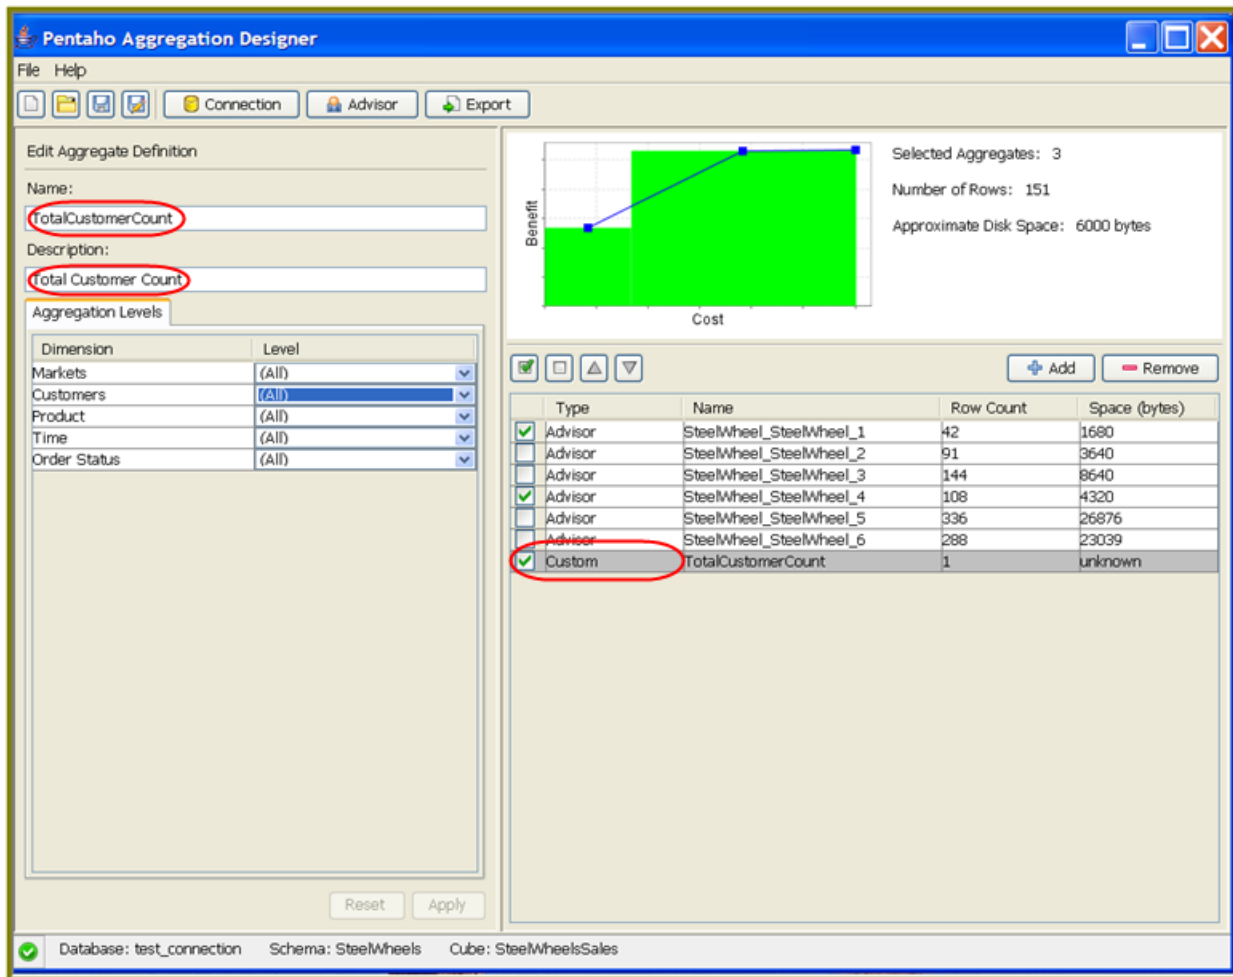 Pentaho Aggregation Designer
File Help
Connection Advisor Export
Edit Aggregate Definition
Name:
TotalCustomerCount
Description:
Total Customer Count
Aggregation Levels
Dimension Level
Markets (All)
Customers (All)
Product (All)
Time (All)
Order Status (All)
Reset Apply
Benefit
Cost
Selected Aggregates: 3
Number of Rows: 151
Approximate Disk Space: 6000 bytes
Add Remove
Type Name Row Count Space (bytes)
Advisor SteelWheel_SteelWheel_1 42 1680
Advisor SteelWheel_SteelWheel_2 91 3640
Advisor SteelWheel_SteelWheel_3 144 8640
Advisor SteelWheel_SteelWheel_4 108 4320
Advisor SteelWheel_SteelWheel_5 336 26876
Advisor SteelWheel_SteelWheel_6 288 23039
Custom TotalCustomerCount 1 unknown
Database: test_connection Schema: SteelWheels Cube: SteelWheelsSales